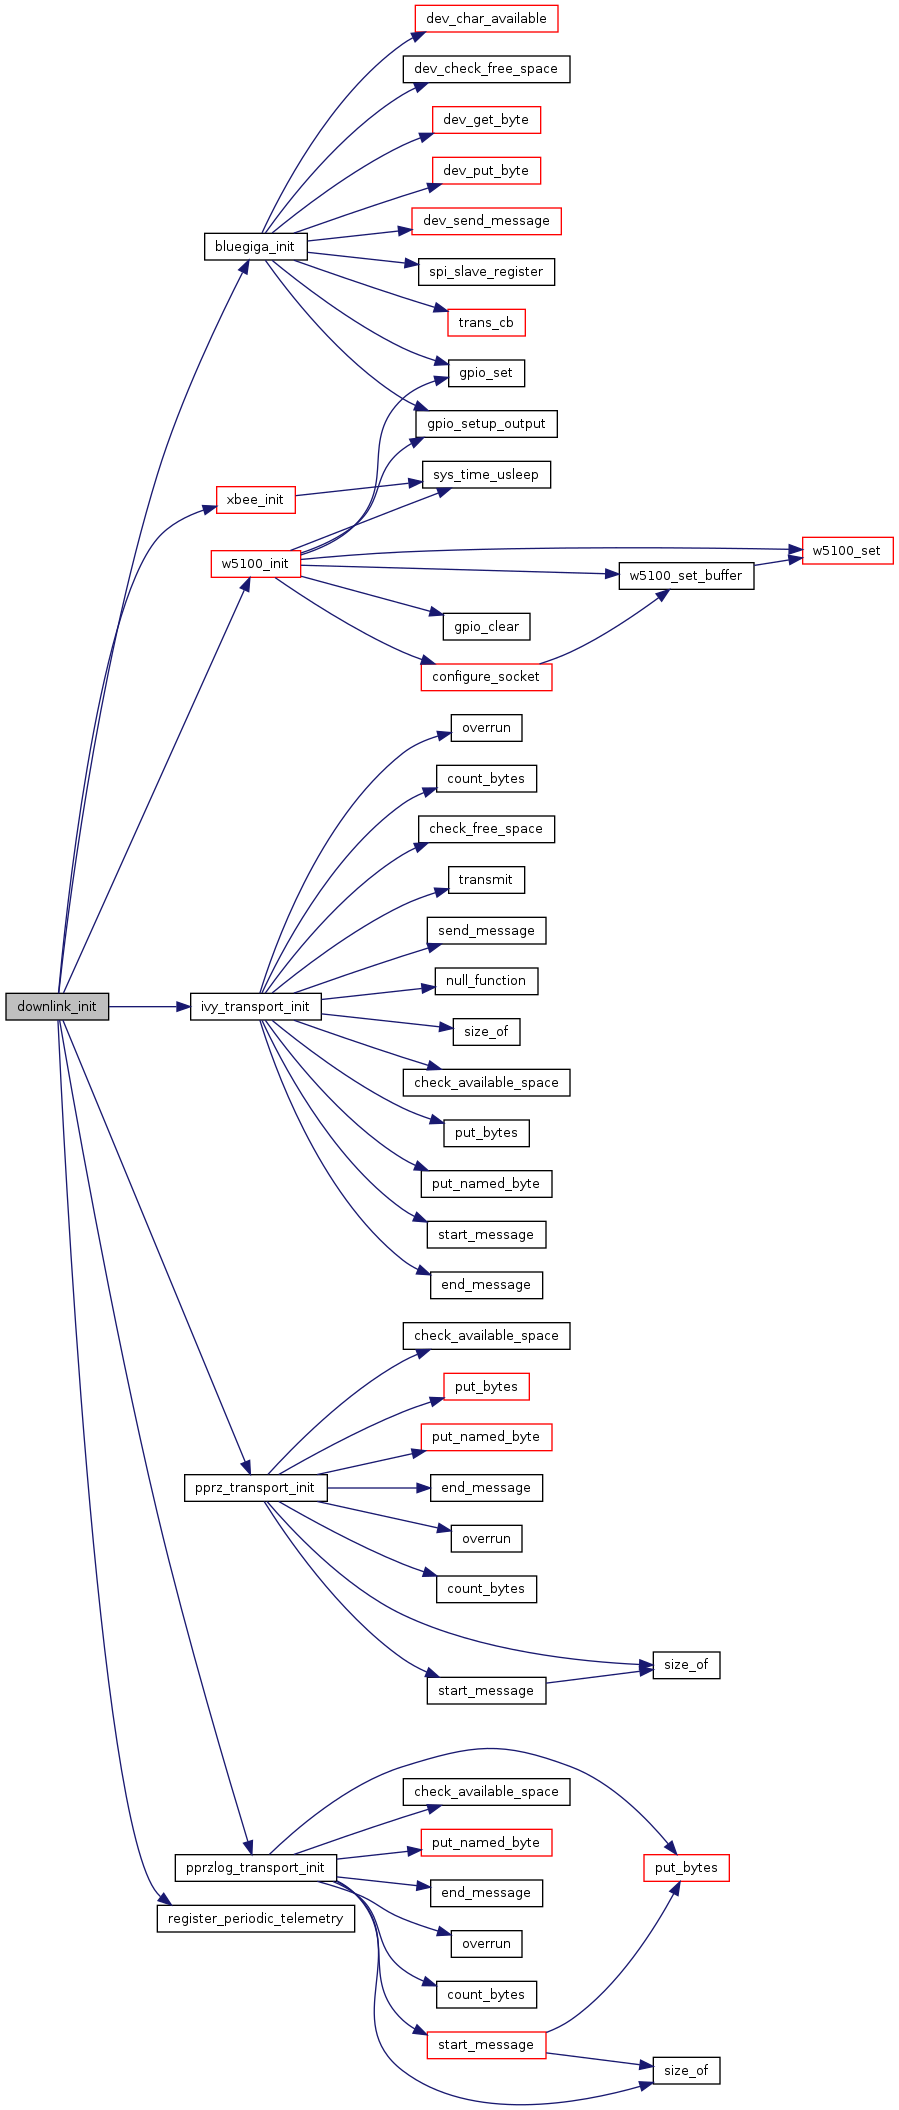 dev_char_available
dev_check_free_space
dev_get_byte
dev_put_byte
dev_send_message
bluegiga_init
spi_slave_register
trans_cb
gpio_set
gpio_setup_output
sys_time_usleep
xbee_init
w5100_set
w5100_init
w5100_set_buffer
gpio_clear
configure_socket
overrun
count_bytes
check_free_space
transmit
send_message
null_function
downlink_init
ivy_transport_init
size_of
check_available_space
put_bytes
put_named_byte
start_message
end_message
check_available_space
put_bytes
put_named_byte
pprz_transport_init
end_message
overrun
count_bytes
size_of
start_message
check_available_space
put_named_byte
pprzlog_transport_init
put_bytes
end_message
register_periodic_telemetry
overrun
count_bytes
start_message
size_of